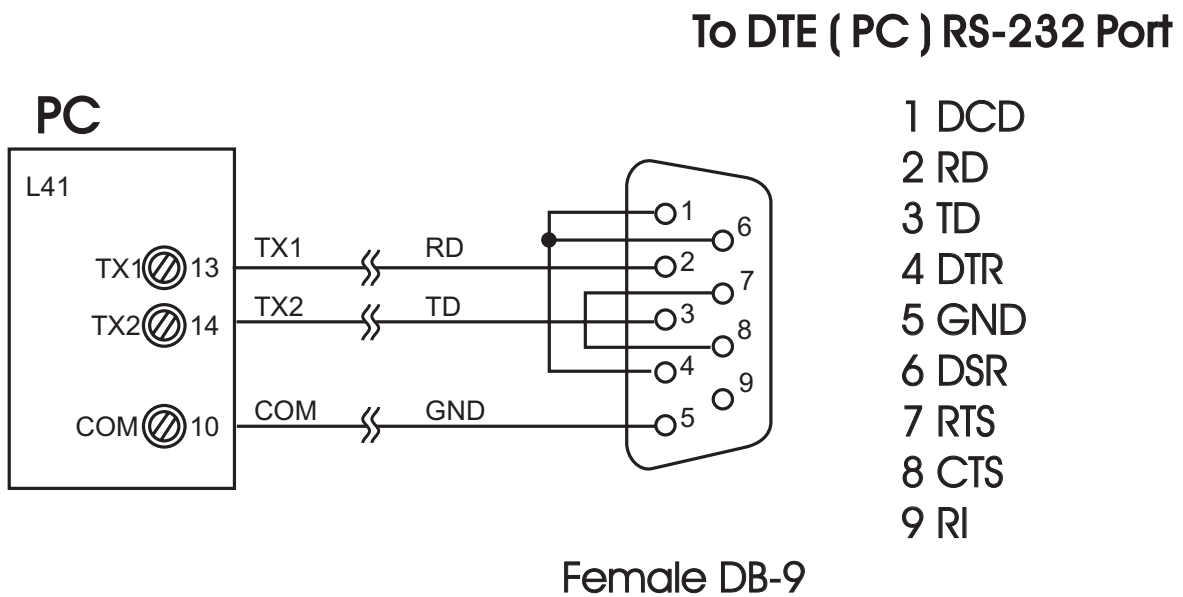 To DTE ( PC ) RS-232 Port
PC
L41
TX1 13
TX2 14
COM 10
TX1 RD
TX2 TD
COM GND
1
2
3
4
5
6
7
8
9
1 DCD
2 RD
3 TD
4 DTR
5 GND
6 DSR
7 RTS
8 CTS
9 RI
Female DB-9